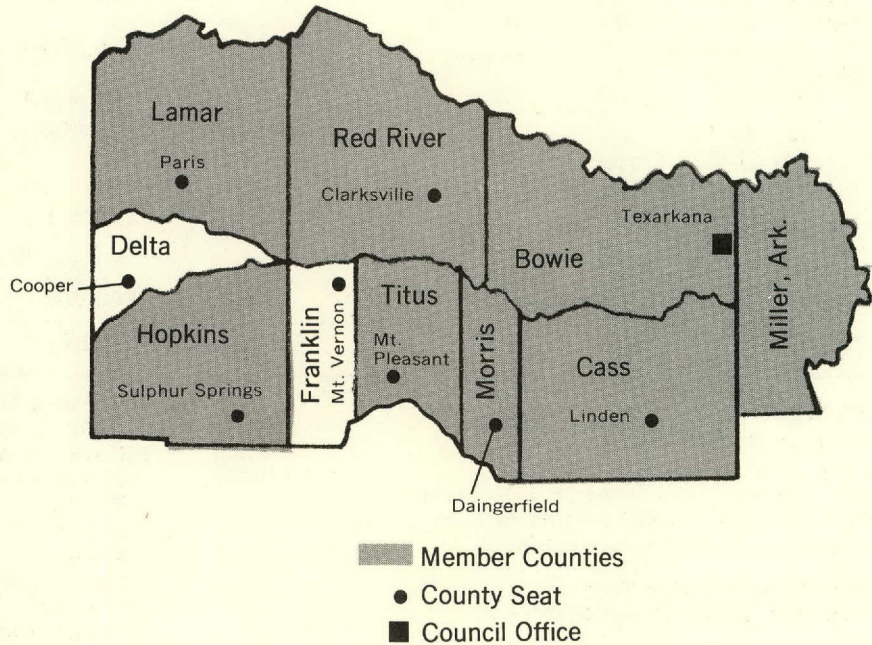 Lamar
Paris
Red River
Clarksville
Delta
Cooper
Hopkins
Sulphur Springs
Franklin
Mt. Vernon
Titus
Mt.
Pleasant
Morris
Daingerfield
Bowie
Texarkana
Cass
Linden
Miller, Ark.
Member Counties
County Seat
Council Office